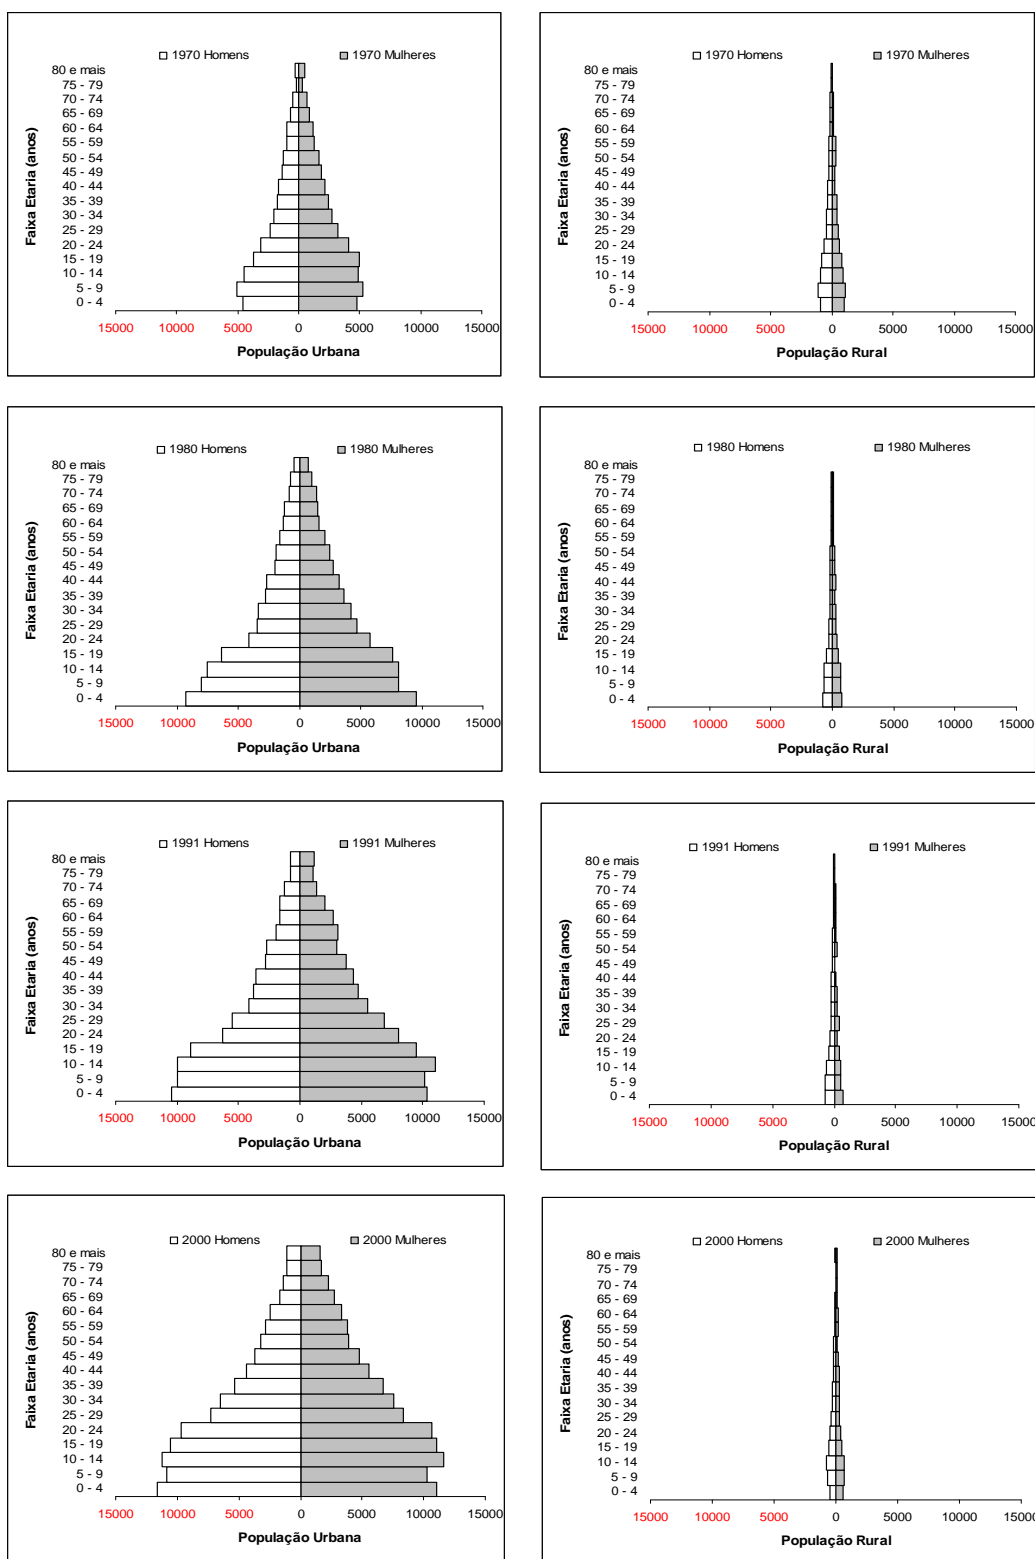 1970 Homens 1970 Mulheres
Faixa Etaria (anos)
80 e mais
75 - 79
70 - 74
65 - 69
60 - 64
55 - 59
50 - 54
45 - 49
40 - 44
35 - 39
30 - 34
25 - 29
20 - 24
15 - 19
10 - 14
5 - 9
0 - 4
15000 10000 5000 0 5000 10000 15000
População Urbana
1970 Homens 1970 Mulheres
Faixa Etaria (anos)
80 e mais
75 - 79
70 - 74
65 - 69
60 - 64
55 - 59
50 - 54
45 - 49
40 - 44
35 - 39
30 - 34
25 - 29
20 - 24
15 - 19
10 - 14
5 - 9
0 - 4
15000 10000 5000 0 5000 10000 15000
População Rural
1980 Homens 1980 Mulheres
Faixa Etaria (anos)
80 e mais
75 - 79
70 - 74
65 - 69
60 - 64
55 - 59
50 - 54
45 - 49
40 - 44
35 - 39
30 - 34
25 - 29
20 - 24
15 - 19
10 - 14
5 - 9
0 - 4
15000 10000 5000 0 5000 10000 15000
População Urbana
1980 Homens 1980 Mulheres
Faixa Etaria (anos)
80 e mais
75 - 79
70 - 74
65 - 69
60 - 64
55 - 59
50 - 54
45 - 49
40 - 44
35 - 39
30 - 34
25 - 29
20 - 24
15 - 19
10 - 14
5 - 9
0 - 4
15000 10000 5000 0 5000 10000 15000
População Rural
1991 Homens 1991 Mulheres
Faixa Etaria (anos)
80 e mais
75 - 79
70 - 74
65 - 69
60 - 64
55 - 59
50 - 54
45 - 49
40 - 44
35 - 39
30 - 34
25 - 29
20 - 24
15 - 19
10 - 14
5 - 9
0 - 4
15000 10000 5000 0 5000 10000 15000
População Urbana
1991 Homens 1991 Mulheres
Faixa Etaria (anos)
80 e mais
75 - 79
70 - 74
65 - 69
60 - 64
55 - 59
50 - 54
45 - 49
40 - 44
35 - 39
30 - 34
25 - 29
20 - 24
15 - 19
10 - 14
5 - 9
0 - 4
15000 10000 5000 0 5000 10000 15000
População Rural
2000 Homens 2000 Mulheres
Faixa Etaria (anos)
80 e mais
75 - 79
70 - 74
65 - 69
60 - 64
55 - 59
50 - 54
45 - 49
40 - 44
35 - 39
30 - 34
25 - 29
20 - 24
15 - 19
10 - 14
5 - 9
0 - 4
15000 10000 5000 0 5000 10000 15000
População Urbana
2000 Homens 2000 Mulheres
Faixa Etaria (anos)
80 e mais
75 - 79
70 - 74
65 - 69
60 - 64
55 - 59
50 - 54
45 - 49
40 - 44
35 - 39
30 - 34
25 - 29
20 - 24
15 - 19
10 - 14
5 - 9
0 - 4
15000 10000 5000 0 5000 10000 15000
População Rural